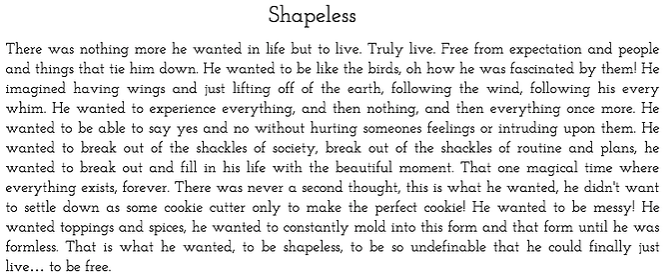 Shapeless
There was nothing more he wanted in life but to live. Truly live. Free from expectation and people
and things that tie him down. He wanted to be like the birds, oh how he was fascinated by them! He
imagined having wings and just lifting off of the earth, following the wind, following his every
whim. He wanted to experience everything, and then nothing, and then everything once more. He
wanted to be able to say yes and no without hurting someones feelings or intruding upon them. He
wanted to break out of the shackles of society, break out of the shackles of routine and plans, he
wanted to break out and fill in his life with the beautiful moment. That one magical time where
everything exists, forever. There was never a second thought, this is what he wanted, he didn't want
to settle down as some cookie cutter only to make the perfect cookie! He wanted to be messy! He
wanted toppings and spices, he wanted to constantly mold into this form and that form until he was
formless. That is what he wanted, to be shapeless, to be so undefinable that he could finally just
live... to be free.